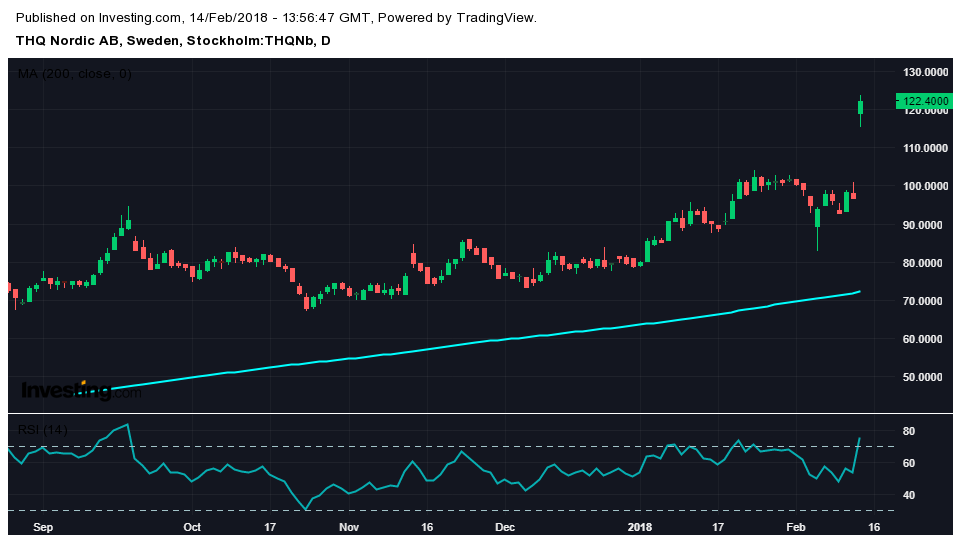 Published on Investing.com, 14/Feb/2018 - 13:56:47 GMT, Powered by TradingView.
THQ Nordic AB, Sweden, Stockholm:THQNb, D
MA (200, close, 0)
130.0000
122.4000
120.0000
110.0000
100.0000
90.0000
80.0000
70.0000
60.0000
50.0000
Investing.com
RSI (14)
80
60
40
Sep Oct 17 Nov 16 Dec 2018 17 Feb 16